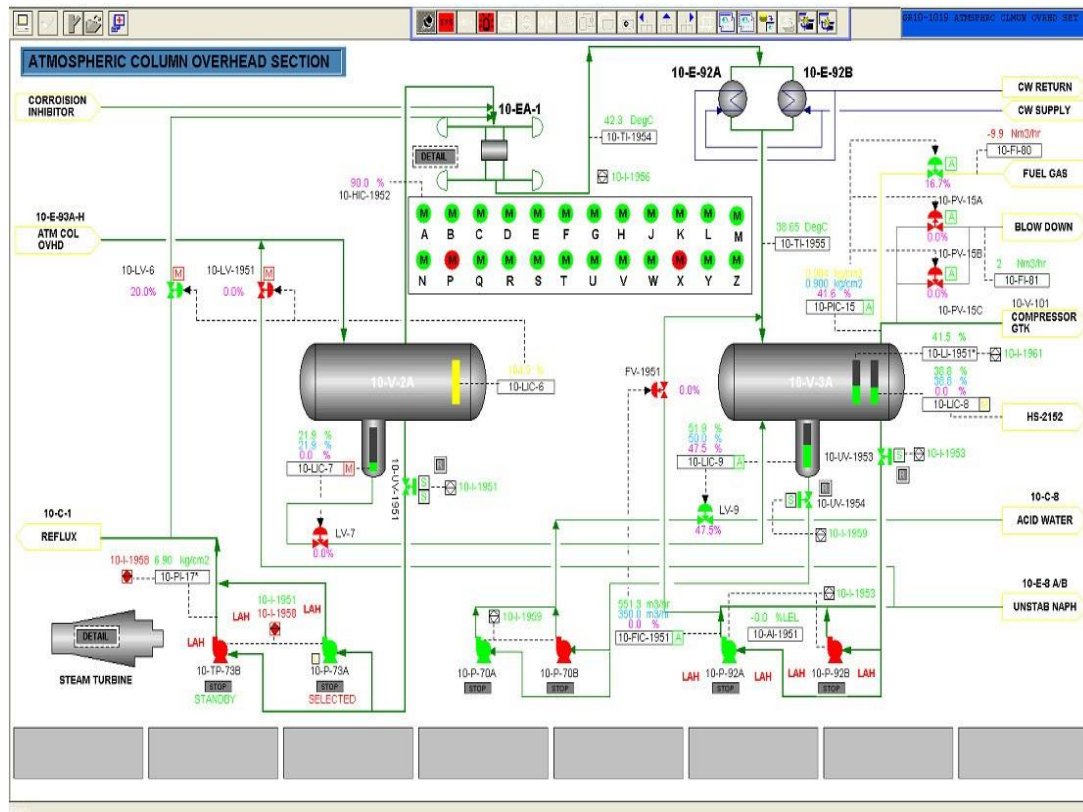 GR10-1019 ATMSPHRC CLMGW OVRHD SET
EPS
ATMOSPHERIC COLUMN OVERHEAD SECTION
CORROISION
INHIBITOR
10-EA-1
DETAIL
90.0 %
10-HIC-1952
42.3 DegC
10-TI-1954
10-I-1956
10-E-92A
10-E-92B
CW RETURN
CW SUPPLY
-9.9 Nm3/hr
10-FI-80
A
16.7%
FUEL GAS
10-PV-15A
A
0.0%
BLOW DOWN
10-PV-15B
A
0.0%
2 Nm3/hr
10-FI-81
10-PV-15C
10-V-101
COMPRESSOR
GTK
10-E-93A-H
ATM COL
OVHD
M M M M M M M M M M M M
A B C D E F G H J K L M
M M M M M M M M M M M M
N P Q R S T U V W X Y Z
38.65 DegC
10-TI-1955
kg/cm2
0.900 kg/cm2
41.6 %
10-PIC-15 A
10-LV-6
M
20.0%
10-LV-1951
M
0.0%
10-V-2A
%
10-LIC-6
FV-1951
0.0%
10-V-3A
41.5 %
10-LI-1951*
10-I-1961
38.8 %
38.8 %
0.0 %
10-LIC-8
HS-2152
21.9 %
21.9 %
0.0 %
10-LIC-7 M
LV-7
0.0%
10-UV-1951
S
S
10-I-1951
51.9 %
50.0 %
47.5 %
10-LIC-9 A
LV-9
47.5%
10-UV-1953
S
10-I-1953
S
10-UV-1954
10-I-1959
10-C-8
ACID WATER
10-C-1
REFLUX
10-I-1958
6.90 kg/cm2
10-PI-17*
10-I-1951
10-I-1958
LAH
LAH
LAH
DETAIL
STEAM TURBINE
10-TP-73B
STOP
STANDBY
10-P-73A
STOP
SELECTED
10-I-1959
10-P-70A
STOP
10-P-70B
STOP
551.3 m3/hr
350.0 m3/hr
0.0 %
10-FIC-1951 A
-0.0 %LEL
10-AI-1951
10-I-1953
10-E-8 A/B
UNSTAB NAPH
LAH
10-P-92A
STOP
LAH
LAH
10-P-92B
STOP
LAH